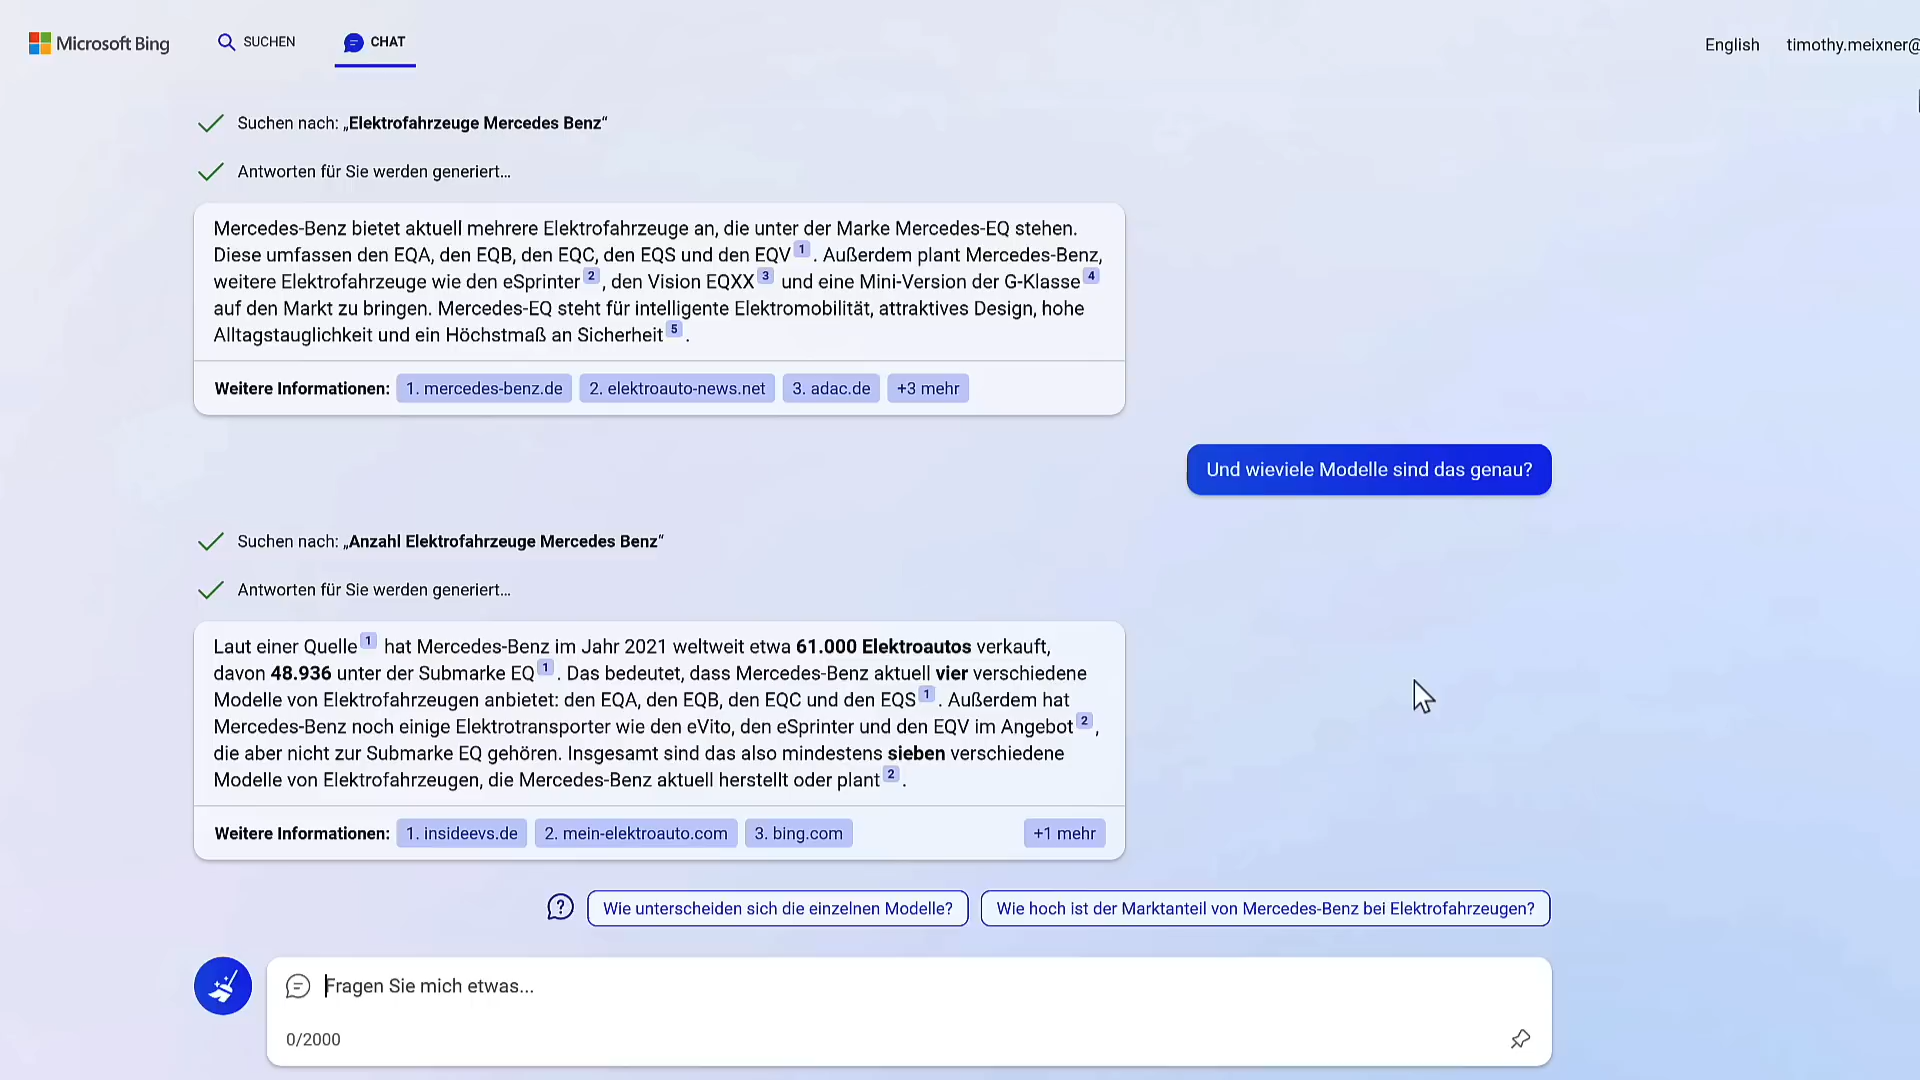 Microsoft Bing
SUCHEN
CHAT
English
timothy.meixner@
Suchen nach: „Elektrofahrzeuge Mercedes Benz“
Antworten für Sie werden generiert...
Mercedes-Benz bietet aktuell mehrere Elektrofahrzeuge an, die unter der Marke Mercedes-EQ stehen.
Diese umfassen den EQA, den EQB, den EQC, den EQS und den EQV 1 . Außerdem plant Mercedes-Benz,
weitere Elektrofahrzeuge wie den eSprinter 2 , den Vision EQXX 3 und eine Mini-Version der G-Klasse 4
auf den Markt zu bringen. Mercedes-EQ steht für intelligente Elektromobilität, attraktives Design, hohe
Alltagstauglichkeit und ein Höchstmaß an Sicherheit 5 .
Weitere Informationen: 1. mercedes-benz.de 2. elektroauto-news.net 3. adac.de +3 mehr
Und wieviele Modelle sind das genau?
Suchen nach: „Anzahl Elektrofahrzeuge Mercedes Benz“
Antworten für Sie werden generiert...
Laut einer Quelle 1 hat Mercedes-Benz im Jahr 2021 weltweit etwa 61.000 Elektroautos verkauft,
davon 48.936 unter der Submarke EQ 1 . Das bedeutet, dass Mercedes-Benz aktuell vier verschiedene
Modelle von Elektrofahrzeugen anbietet: den EQA, den EQB, den EQC und den EQS 1 . Außerdem hat
Mercedes-Benz noch einige Elektrotransporter wie den eVito, den eSprinter und den EQV im Angebot 2 ,
die aber nicht zur Submarke EQ gehören. Insgesamt sind das also mindestens sieben verschiedene
Modelle von Elektrofahrzeugen, die Mercedes-Benz aktuell herstellt oder plant 2 .
Weitere Informationen: 1. insideevs.de 2. mein-elektroauto.com 3. bing.com +1 mehr
Wie unterscheiden sich die einzelnen Modelle?
Wie hoch ist der Marktanteil von Mercedes-Benz bei Elektrofahrzeugen?
Fragen Sie mich etwas...
0/2000